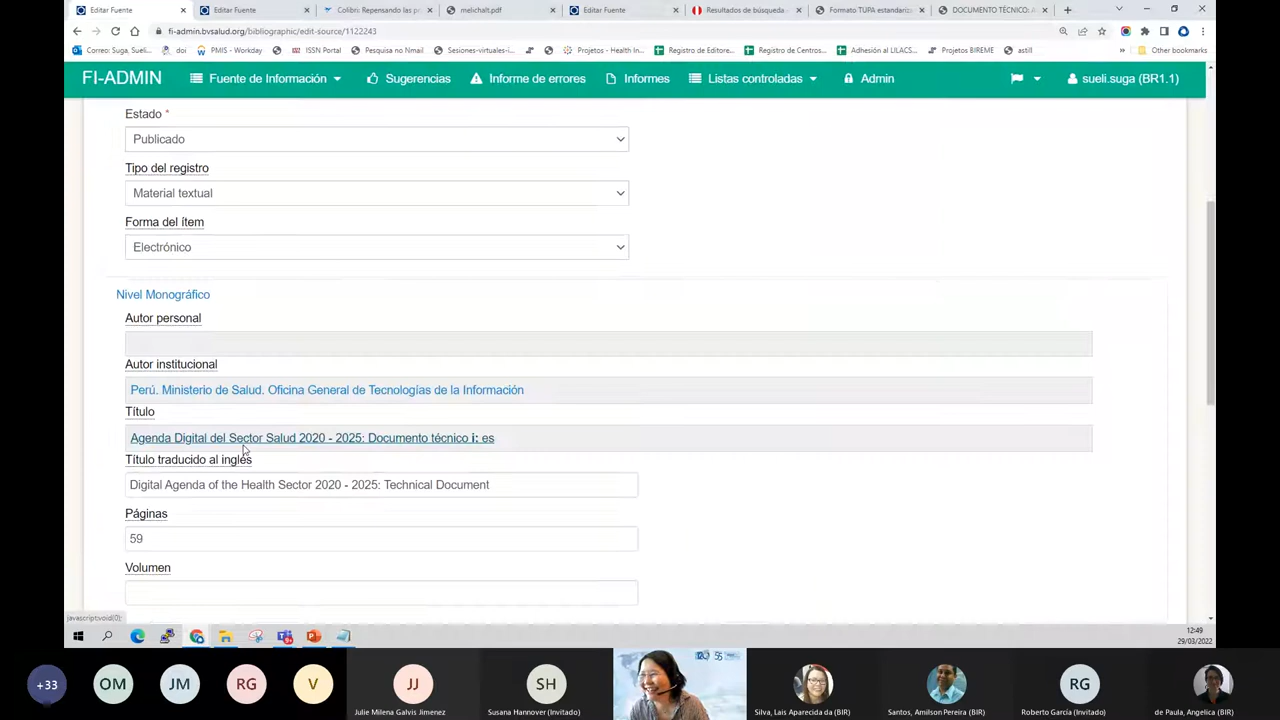 Editar Fuente
Editar Fuente
Colibri: Repensando las pr
melichalt.pdf
Editar Fuente
Resultados de búsqueda
Formato TUPA estandariz
DOCUMENTO TÉCNICO: A
fi-admin.bvsalud.org/bibliographic/edit-source/1122243
Correo: Suga, Sueli...
doi
PMIS - Workday
ISSN Portal
Pesquisa no Nmail
Sesiones-virtuales-i...
Projetos - Health In...
Registro de Editore...
Registro de Centros...
Adhesión al LILACS...
Projetos BIREME
astill
»
Other bookmarks
FI-ADMIN
Fuente de Información
Sugerencias
Informe de errores
Informes
Listas controladas
Admin
sueli.suga (BR1.1)
Estado *
Publicado
Tipo del registro
Material textual
Forma del ítem
Electrónico
Nivel Monográfico
Autor personal
Autor institucional
Perú. Ministerio de Salud. Oficina General de Tecnologías de la Información
Título
Agenda Digital del Sector Salud 2020 - 2025: Documento técnico i: es
Título traducido al inglés
Digital Agenda of the Health Sector 2020 - 2025: Technical Document
Páginas
59
Volumen
javascript:void(0);
12:49
29/03/2022
+33
OM
JM
RG
V
JJ
Julie Milena Galvis Jimenez
SH
Susana Hannover (Invitado)
Silva, Lais Aparecida da (BIR)
Santos, Amilson Pereira (BIR)
RG
Roberto García (Invitado)
de Paula, Angelica (BIR)